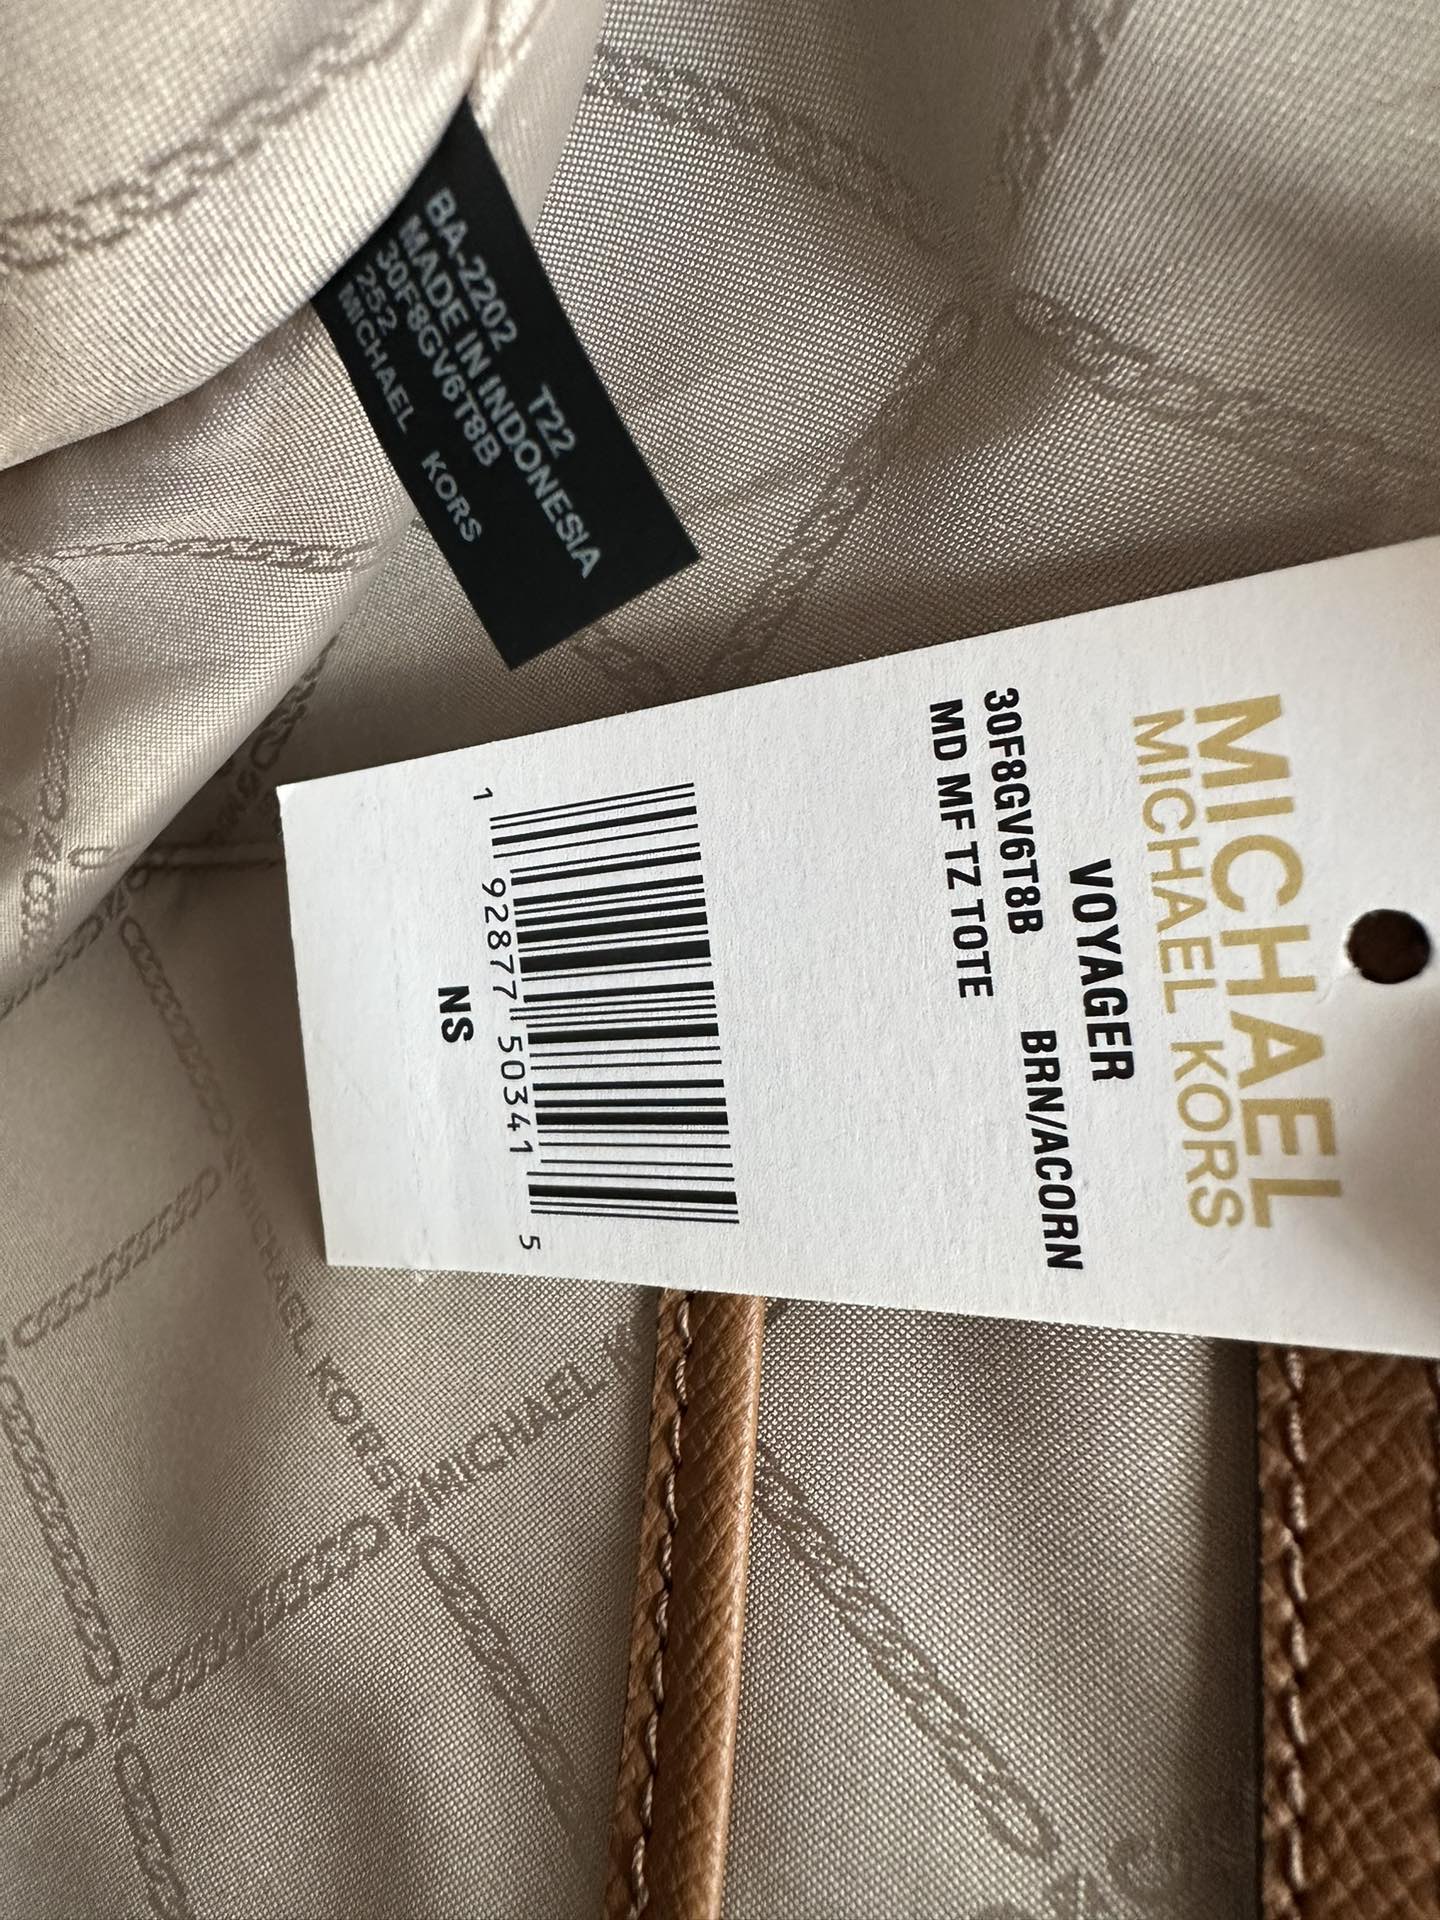 BA-2202 T22
MADE IN INDONESIA
30F8GV6T8B
252
MICHAEL KORS
MICHAEL
MICHAEL KORS
VOYAGER
30F8GV6T8B BRN/ACORN
MD MF TZ TOTE
1 92877 50341 5
NS
MICHAEL KORS
MICHAEL K